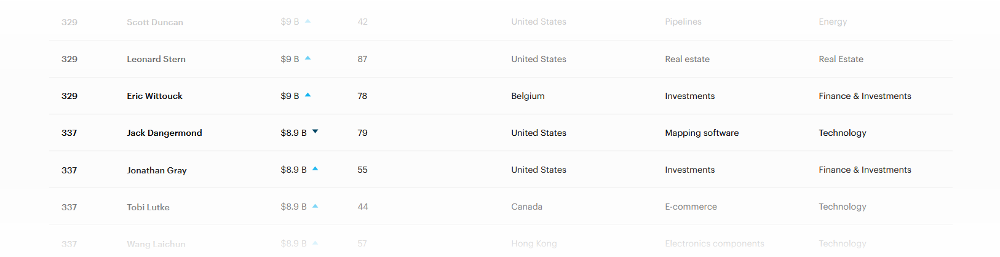 329 Scott Duncan $9 B 42 United States Pipelines Energy
329 Leonard Stern $9 B 87 United States Real estate Real Estate
329 Eric Wittouck $9 B 78 Belgium Investments Finance & Investments
337 Jack Dangermond $8.9 B 79 United States Mapping software Technology
337 Jonathan Gray $8.9 B 55 United States Investments Finance & Investments
337 Tobi Lutke $8.9 B 44 Canada E-commerce Technology
337 Wang Laichun $8.9 B 57 Hong Kong Electronics components Technology